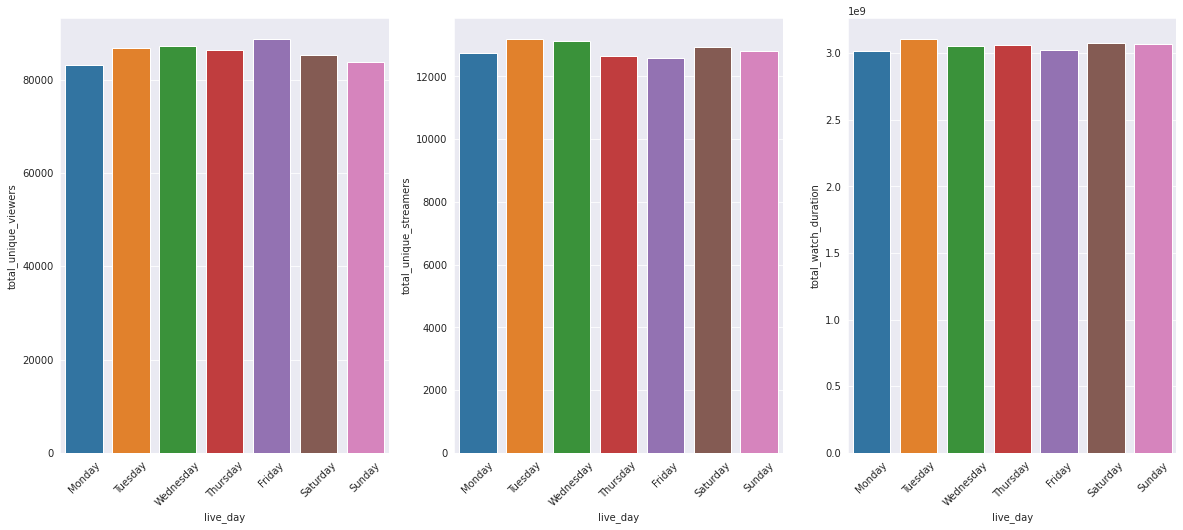 total_unique_viewers
80000
60000
40000
20000
0
Monday
Tuesday
Wednesday
Thursday
Friday
Saturday
Sunday
live_day
total_unique_streamers
12000
10000
8000
6000
4000
2000
0
Monday
Tuesday
Wednesday
Thursday
Friday
Saturday
Sunday
live_day
1e9
total_watch_duration
3.0
2.5
2.0
1.5
1.0
0.5
0.0
Monday
Tuesday
Wednesday
Thursday
Friday
Saturday
Sunday
live_day